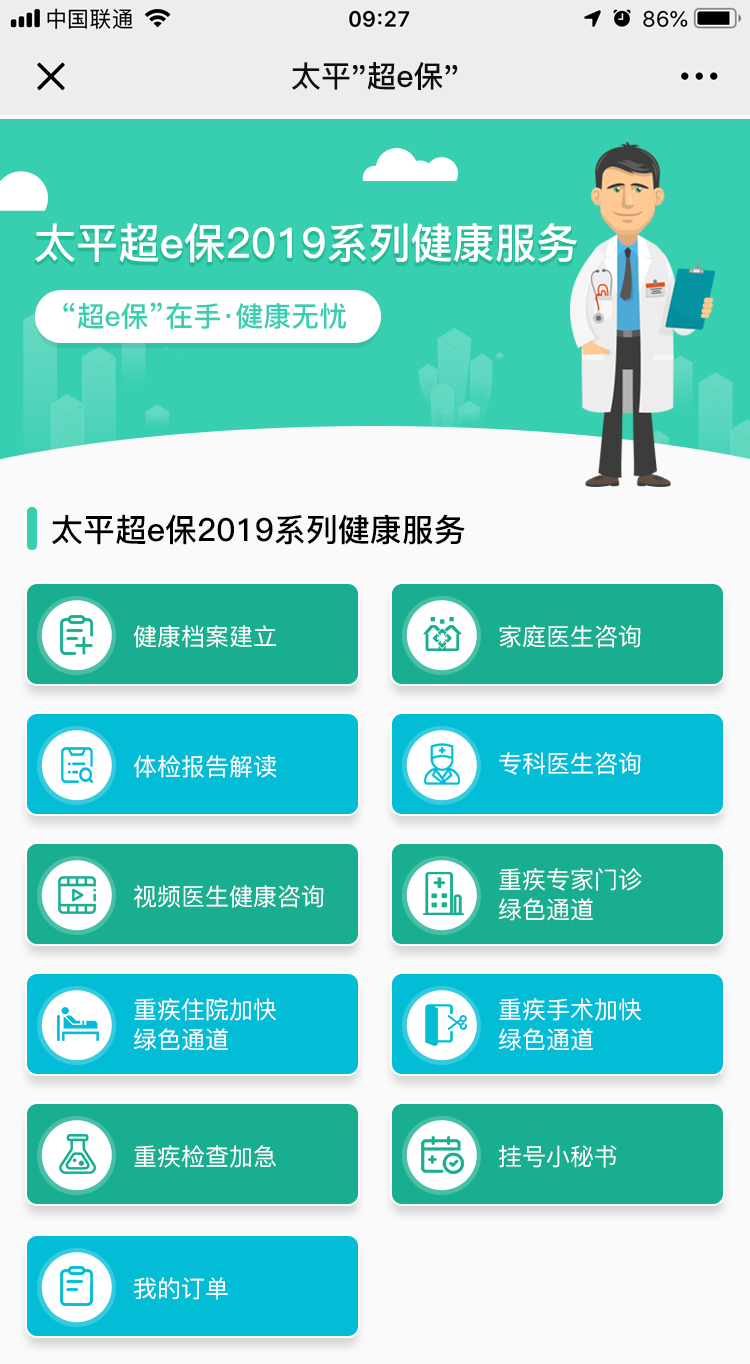 中国联通
09:27
86%
太平”超e保”
太平超e保2019系列健康服务
“超e保”在手·健康无忧
太平超e保2019系列健康服务
健康档案建立
家庭医生咨询
体检报告解读
专科医生咨询
视频医生健康咨询
重疾专家门诊
绿色通道
重疾住院加快
绿色通道
重疾手术加快
绿色通道
重疾检查加急
挂号小秘书
我的订单